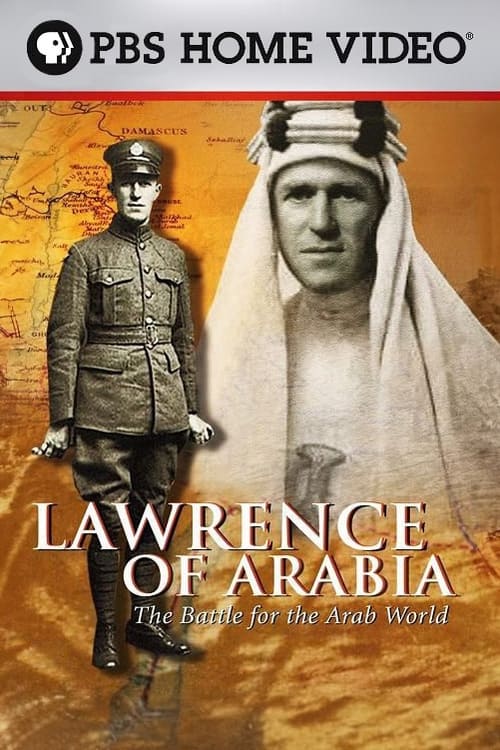 PBS HOME VIDEO®
DAMASCUS
LAWRENCE
OF ARABIA
The Battle for the Arab World